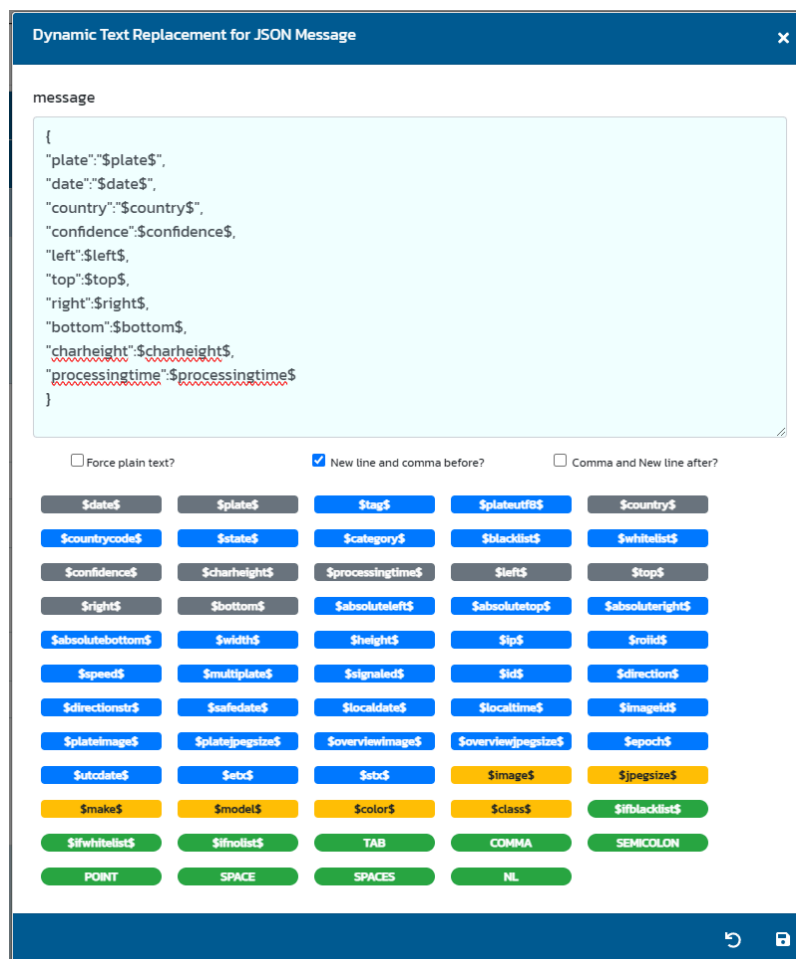 Dynamic Text Replacement for JSON Message
message
{
"plate":"$plate$",
"date":"$date$",
"country":"$country$",
"confidence":$confidence$,
"left":$left$,
"top":$top$,
"right":$right$,
"bottom":$bottom$,
"charheight":$charheight$,
"processingtime":$processingtime$
}
Force plain text? New line and comma before? Comma and New line after?
$date$ $plate$ $tag$ $plateutf8$ $country$
$countrycode$ $state$ $category$ $blacklist$ $whitelist$
$confidence$ $charheight$ $processingtime$ $left$ $top$
$right$ $bottom$ $absoluteleft$ $absolutetop$ $absoluteright$
$absolutebottom$ $width$ $height$ $ip$ $roiid$
$speed$ $multiplate$ $signaled$ $id$ $direction$
$directionstr$ $safedate$ $localdate$ $localtime$ $imageid$
$plateimage$ $platejpegsize$ $overviewimage$ $overviewjpegsize$ $epoch$
$utcdate$ $etx$ $stx$ $image$ $jpegsize$
$make$ $model$ $color$ $class$ $ifblacklist$
$ifwhitelist$ $ifnolist$ TAB COMMA SEMICOLON
POINT SPACE SPACES NL